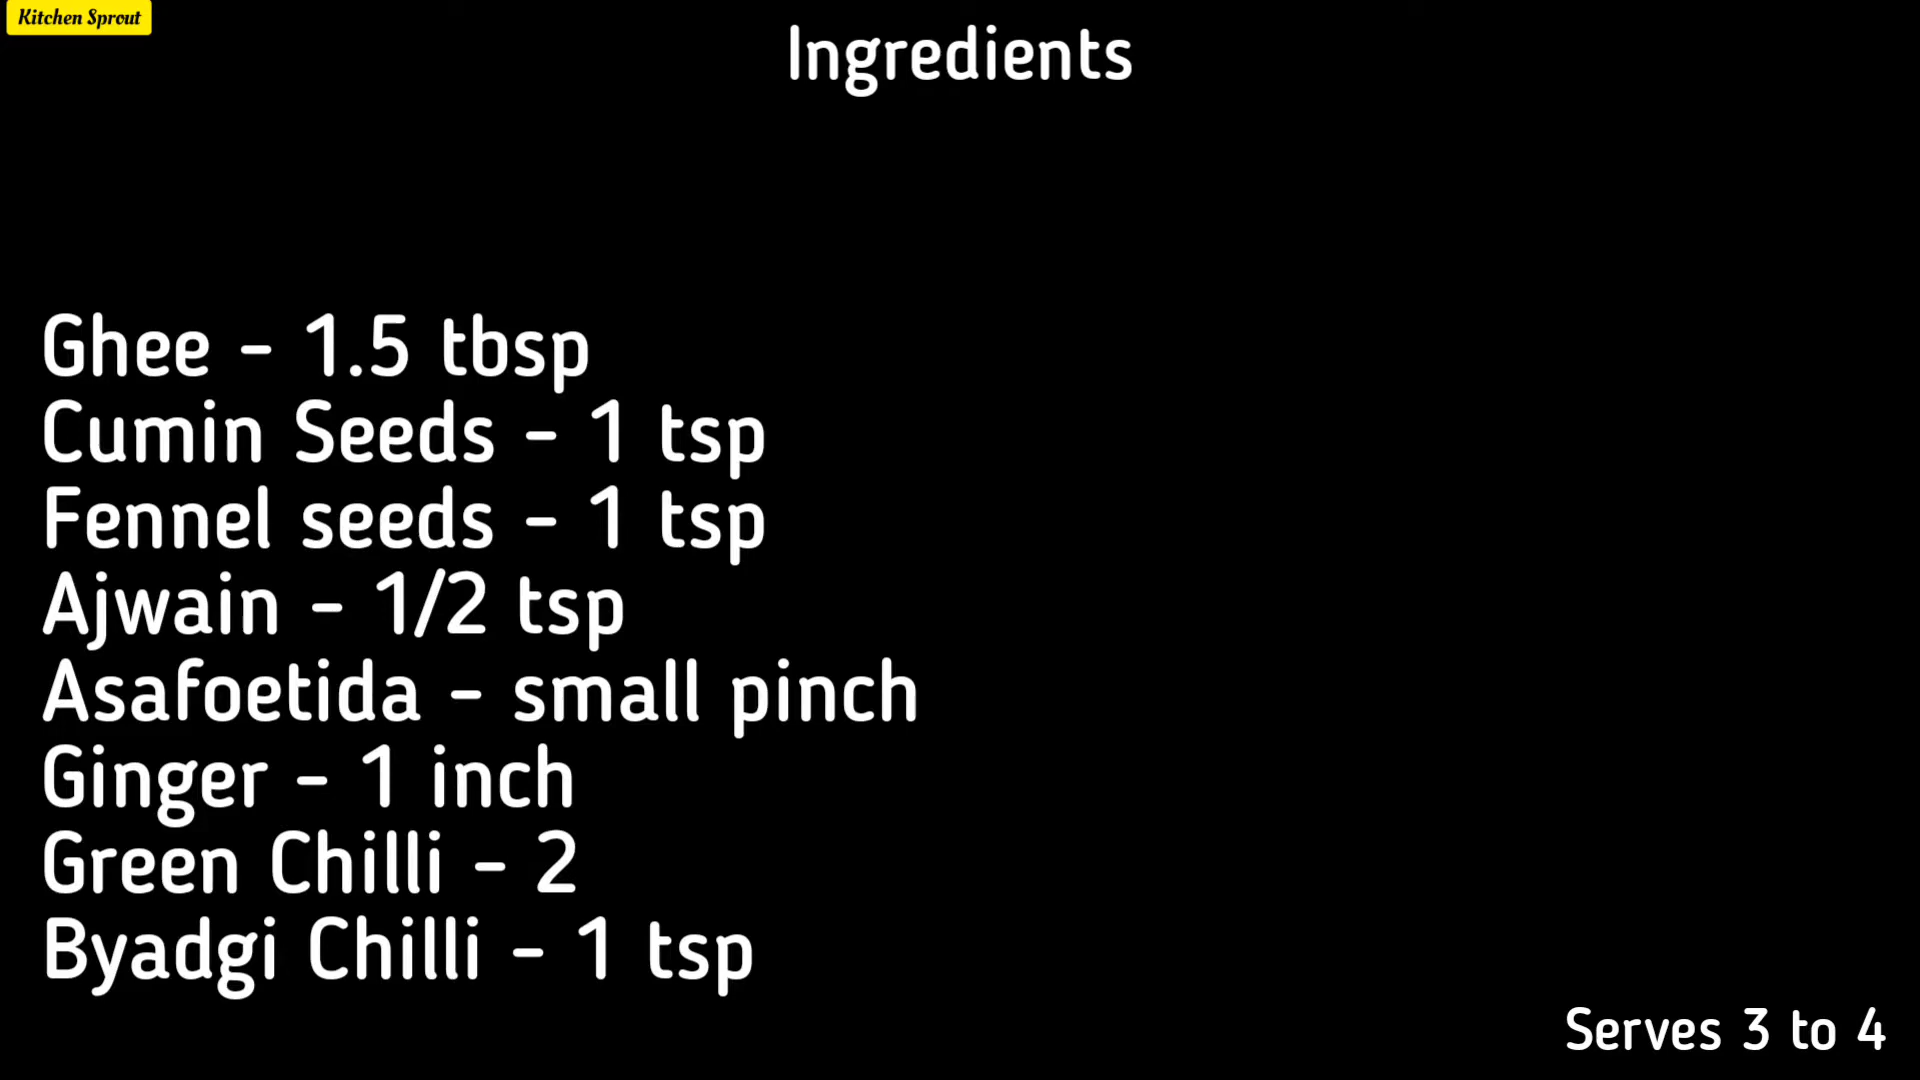 Kitchen Sprout
Ingredients
Ghee - 1.5 tbsp
Cumin Seeds - 1 tsp
Fennel seeds - 1 tsp
Ajwain - 1/2 tsp
Asafoetida - small pinch
Ginger - 1 inch
Green Chilli - 2
Byadgi Chilli - 1 tsp
Serves 3 to 4